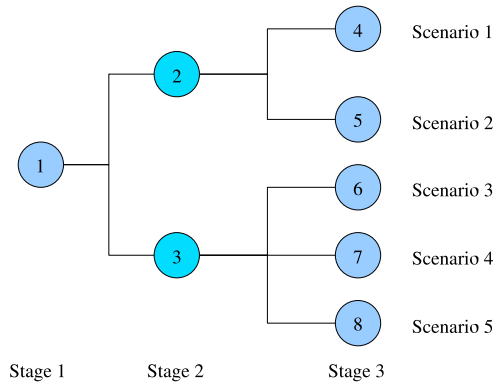 4 Scenario 1
2
5 Scenario 2
1
6 Scenario 3
3 7 Scenario 4
8 Scenario 5
Stage 1 Stage 2 Stage 3